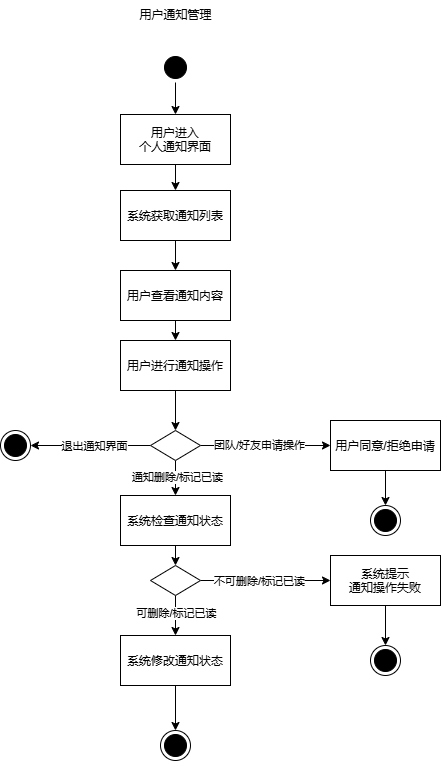 用户通知管理
用户进入
个人通知界面
系统获取通知列表
用户查看通知内容
用户进行通知操作
退出通知界面
团队/好友申请操作
用户同意/拒绝申请
通知删除/标记已读
系统检查通知状态
不可删除/标记已读
系统提示
通知操作失败
可删除/标记已读
系统修改通知状态